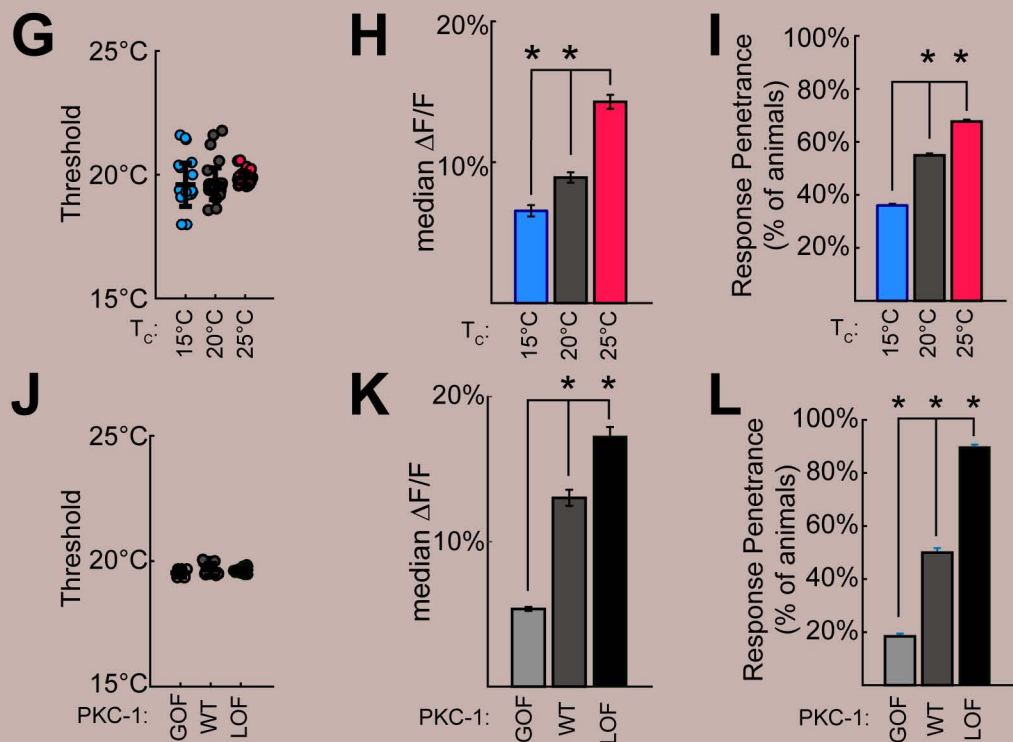 G
25°C
20°C
15°C
Threshold
Tc:
15°C
20°C
25°C
H
20%
10%
median ΔF/F
* *
Tc:
15°C
20°C
25°C
I
100%
80%
60%
40%
20%
Response Penetrance
(% of animals)
* *
Tc:
15°C
20°C
25°C
J
25°C
20°C
15°C
Threshold
PKC-1:
GOF
WT
LOF
K
20%
10%
median ΔF/F
* *
PKC-1:
GOF
WT
LOF
L
100%
80%
60%
40%
20%
Response Penetrance
(% of animals)
* * *
PKC-1:
GOF
WT
LOF